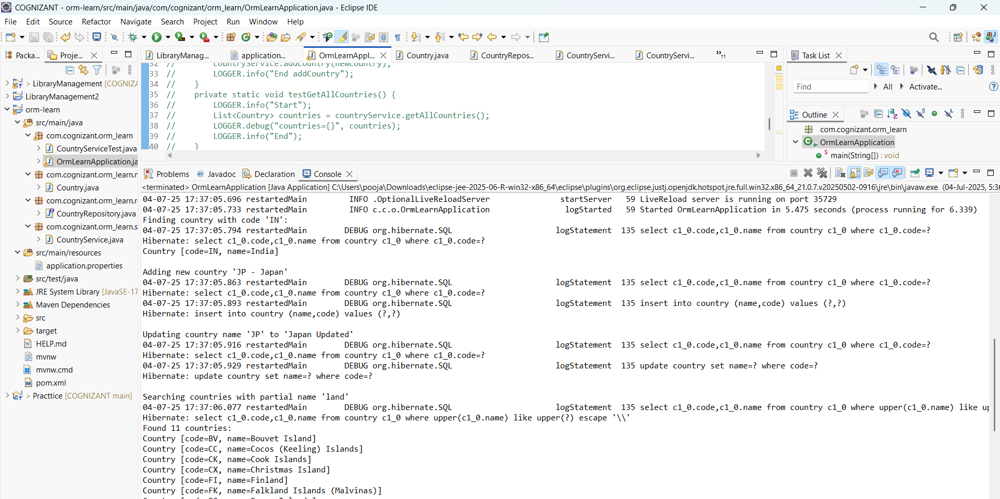 COGNIZANT - orm-learn/src/main/java/com/cognizant/orm_learn/OrmLearnApplication.java - Eclipse IDE
File Edit Source Refactor Navigate Search Project Run Window Help
Packa... Proje...
LibraryManagement [COGNIZA
LibraryManagement2
orm-learn
src/main/java
com.cognizant.orm_learn
CountryServiceTest.java
OrmLearnApplication.ja
com.cognizant.orm_learn.r
Country.java
com.cognizant.orm_learn.r
CountryRepository.java
com.cognizant.orm_learn.s
CountryService.java
src/main/resources
application.properties
src/test/java
JRE System Library [JavaSE-17
Maven Dependencies
src
target
HELP.md
mvnw
mvnw.cmd
pom.xml
> Practtice [COGNIZANT main]
LibraryManag... application... OrmLearnAppl... Country.java CountryRepos... CountryServi... CountryServi... »11
32 // countryService.addCountry(newCountry);
33 // LOGGER.info("End addCountry");
34 // }
35 // private static void testGetAllCountries() {
36 // LOGGER.info("Start");
37 // List<Country> countries = countryService.getAllCountries();
38 // LOGGER.debug("countries={}", countries);
39 // LOGGER.info("End");
40 // }
Task List
Find All Activate...
Outline
com.cognizant.orm_learn
OrmLearnApplication
main(String[]) : void
Problems Javadoc Declaration Console
<terminated> OrmLearnApplication [Java Application] C:\Users\pooja\Downloads\eclipse-jee-2025-06-R-win32-x86_64\eclipse\plugins\org.eclipse.justj.openjdk.hotspot.jre.full.win32.x86_64_21.0.7.v20250502-0916\jre\bin\javaw.exe (04-Jul-2025, 5:36
04-07-25 17:37:05.696 restartedMain INFO .OptionalLiveReloadServer startServer 59 LiveReload server is running on port 35729
04-07-25 17:37:05.733 restartedMain INFO c.c.o.OrmLearnApplication logStarted 59 Started OrmLearnApplication in 5.475 seconds (process running for 6.339)
Finding country with code 'IN':
04-07-25 17:37:05.794 restartedMain DEBUG org.hibernate.SQL logStatement 135 select c1_0.code,c1_0.name from country c1_0 where c1_0.code=?
Hibernate: select c1_0.code,c1_0.name from country c1_0 where c1_0.code=?
Country [code=IN, name=India]
Adding new country 'JP - Japan'
04-07-25 17:37:05.863 restartedMain DEBUG org.hibernate.SQL logStatement 135 select c1_0.code,c1_0.name from country c1_0 where c1_0.code=?
Hibernate: select c1_0.code,c1_0.name from country c1_0 where c1_0.code=?
04-07-25 17:37:05.893 restartedMain DEBUG org.hibernate.SQL logStatement 135 insert into country (name,code) values (?,?)
Hibernate: insert into country (name,code) values (?,?)
Updating country name 'JP' to 'Japan Updated'
04-07-25 17:37:05.916 restartedMain DEBUG org.hibernate.SQL logStatement 135 select c1_0.code,c1_0.name from country c1_0 where c1_0.code=?
Hibernate: select c1_0.code,c1_0.name from country c1_0 where c1_0.code=?
04-07-25 17:37:05.929 restartedMain DEBUG org.hibernate.SQL logStatement 135 update country set name=? where code=?
Hibernate: update country set name=? where code=?
Searching countries with partial name 'land'
04-07-25 17:37:06.077 restartedMain DEBUG org.hibernate.SQL logStatement 135 select c1_0.code,c1_0.name from country c1_0 where upper(c1_0.name) like up
Hibernate: select c1_0.code,c1_0.name from country c1_0 where upper(c1_0.name) like upper(?) escape '\\'
Found 11 countries:
Country [code=BV, name=Bouvet Island]
Country [code=CC, name=Cocos (Keeling) Islands]
Country [code=CK, name=Cook Islands]
Country [code=CX, name=Christmas Island]
Country [code=FI, name=Finland]
Country [code=FK, name=Falkland Islands (Malvinas)]